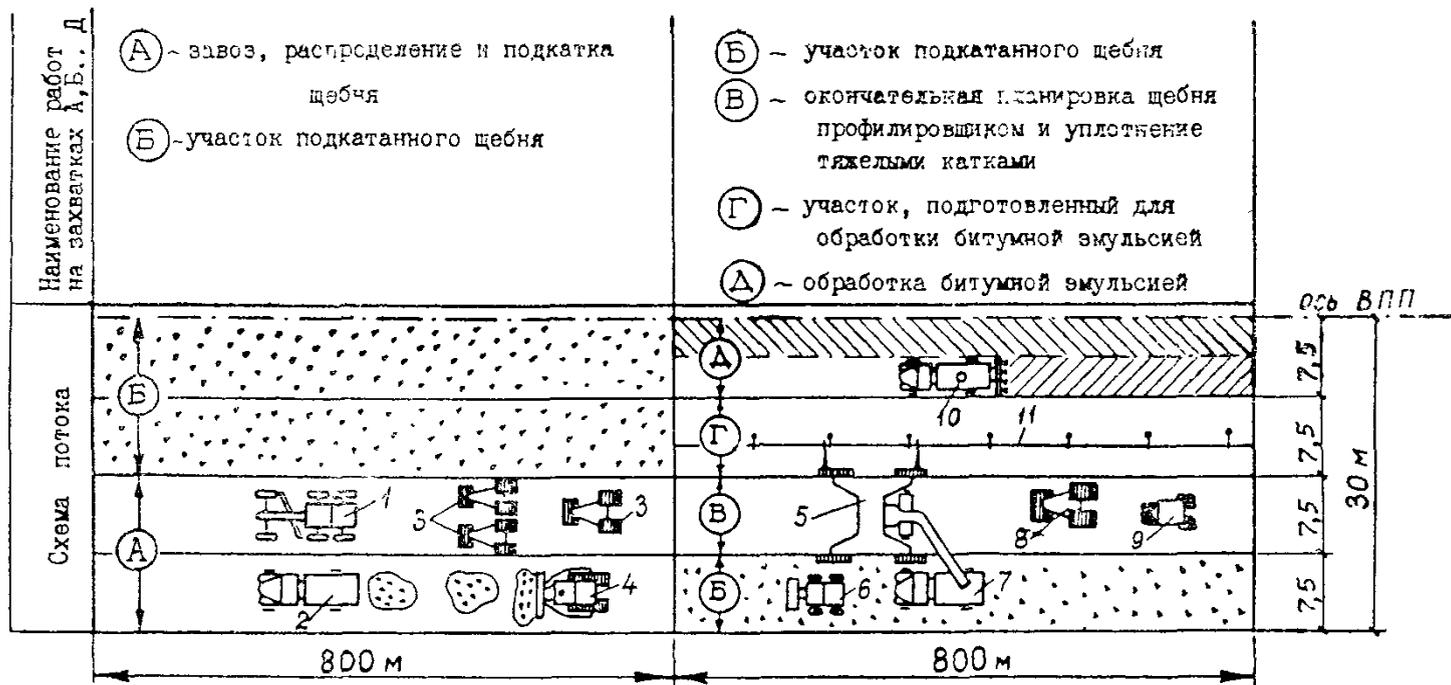 Наименование работ
на захватках А,Б.. Д
А - завоз, распределение и подкатка
щебня
Б - участок подкатанного щебня
Б - участок подкатанного щебня
В - окончательная планировка щебня
профилировщиком и уплотнение
тяжелыми катками
Г - участок, подготовленный для
обработки битумной эмульсией
Д - обработка битумной эмульсией
ось ВПП
Схема потока
Б
А
1
3
3
2
4
Д
Г
В
Б
10
11
5
8
9
6
7
7,5
7,5
7,5
7,5
30 м
800 м
800 м